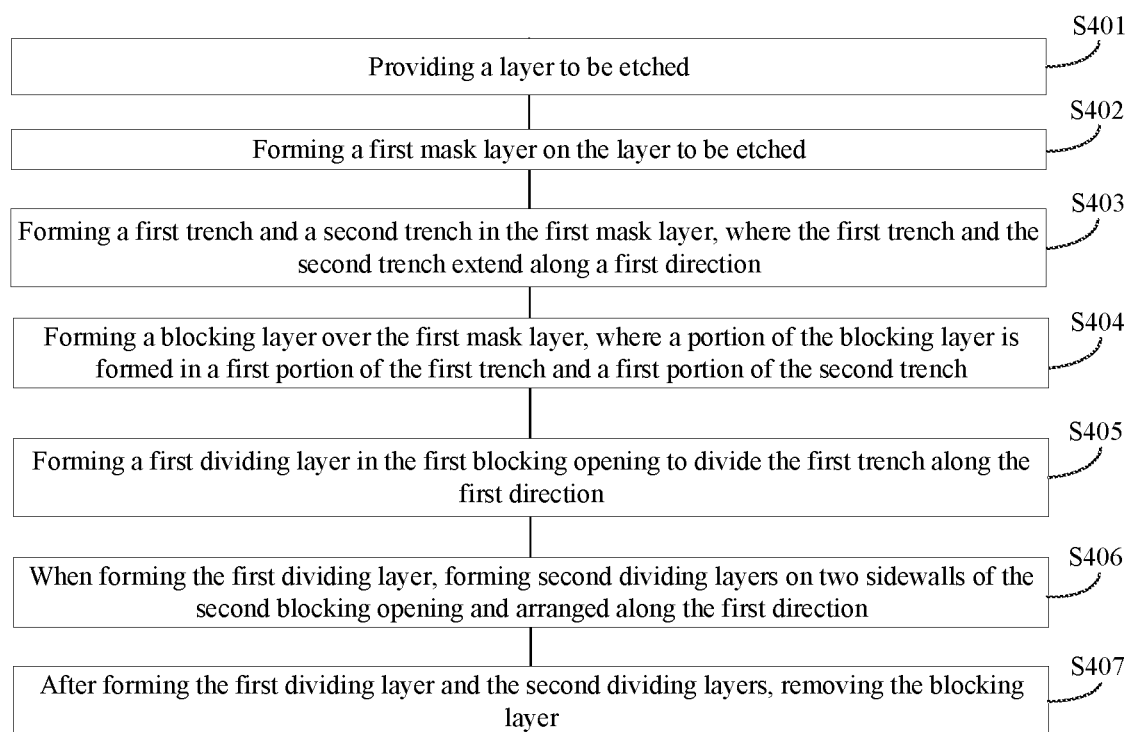 S401
Providing a layer to be etched
S402
Forming a first mask layer on the layer to be etched
S403
Forming a first trench and a second trench in the first mask layer, where the first trench and the
second trench extend along a first direction
S404
Forming a blocking layer over the first mask layer, where a portion of the blocking layer is
formed in a first portion of the first trench and a first portion of the second trench
S405
Forming a first dividing layer in the first blocking opening to divide the first trench along the
first direction
S406
When forming the first dividing layer, forming second dividing layers on two sidewalls of the
second blocking opening and arranged along the first direction
S407
After forming the first dividing layer and the second dividing layers, removing the blocking
layer